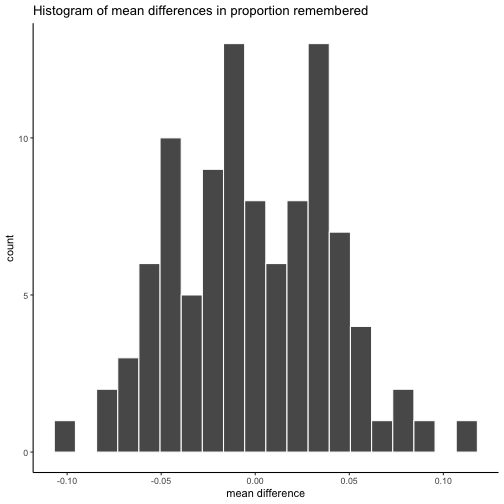 Histogram of mean differences in proportion remembered
count
10
5
0
-0.10 -0.05 0.00 0.05 0.10
mean difference